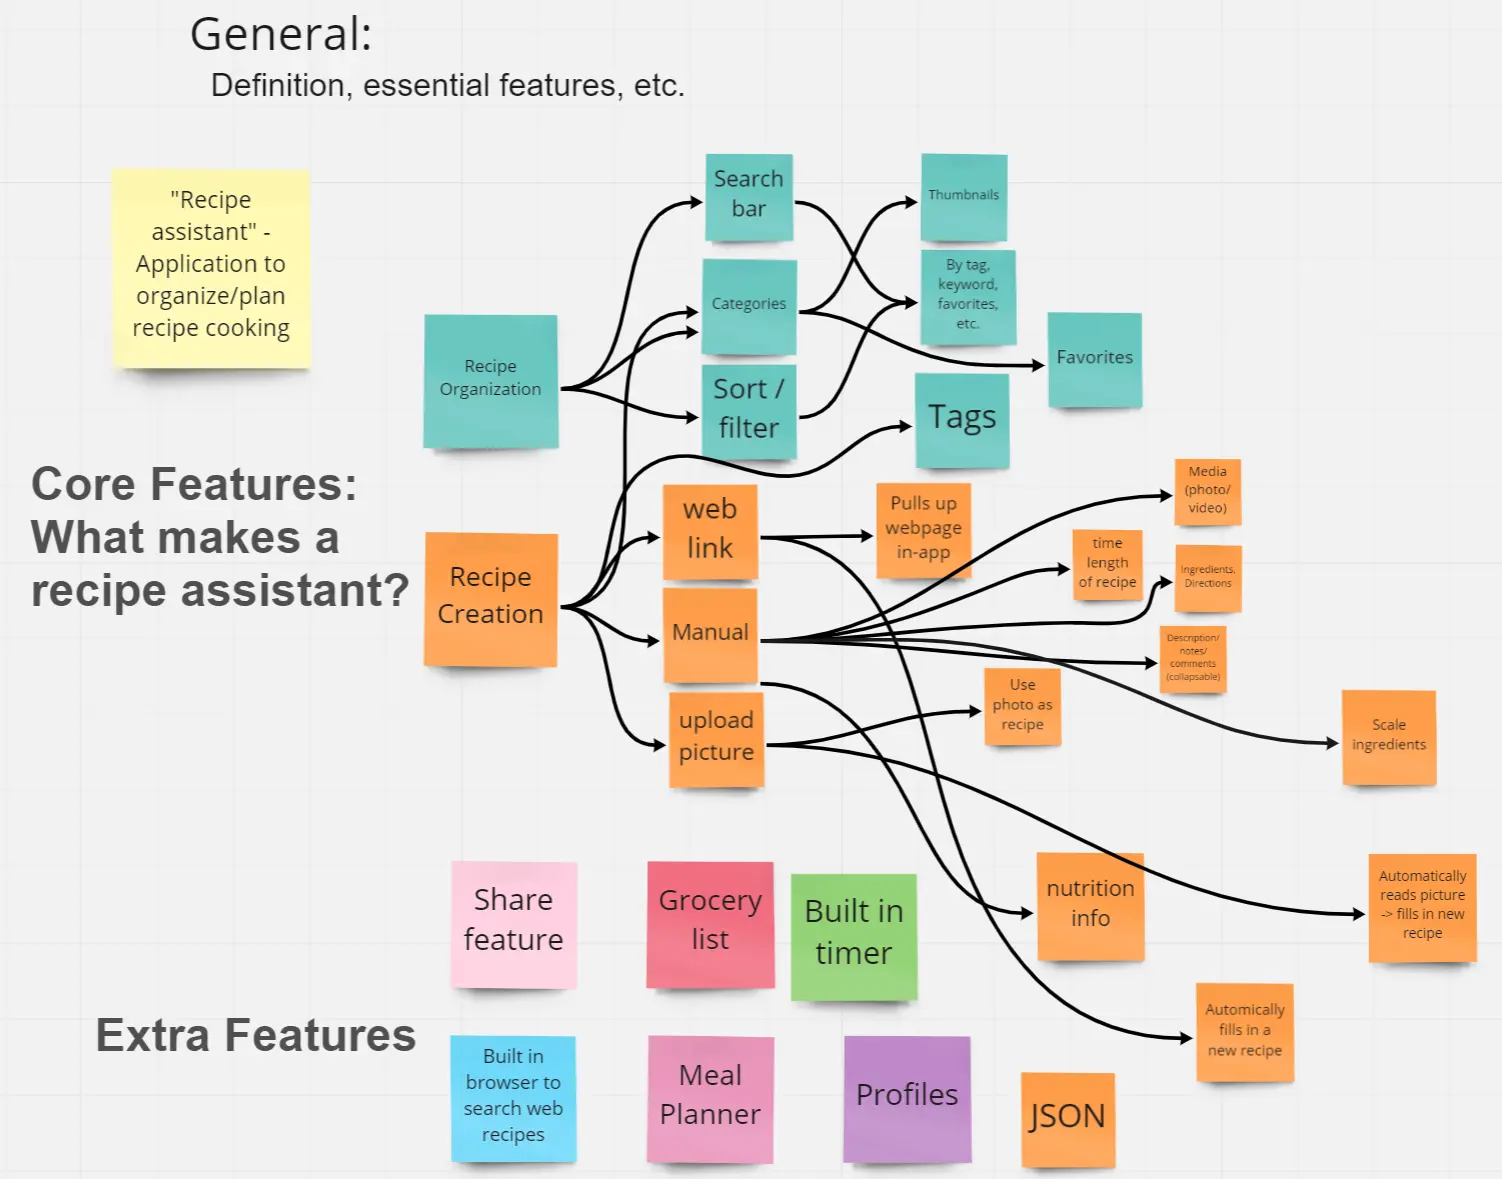 General:
Definition, essential features, etc.
"Recipe
assistant" -
Application to
organize/plan
recipe cooking
Search
bar
Thumbnails
Categories
By tag,
keyword,
favorites,
etc.
Recipe
Organization
Favorites
Sort /
filter
Tags
Core Features:
What makes a
recipe assistant?
Recipe
Creation
web
link
Pulls up
webpage
in-app
Media
(photo/
video)
time
length
of recipe
Ingredients,
Directions
Manual
Description/
notes/
comments
(collapsable)
upload
picture
Use
photo as
recipe
Scale
ingredients
Share
feature
Grocery
list
Built in
timer
nutrition
info
Automatically
reads picture
-> fills in new
recipe
Extra Features
Automically
fills in a
new recipe
Built in
browser to
search web
recipes
Meal
Planner
Profiles
JSON